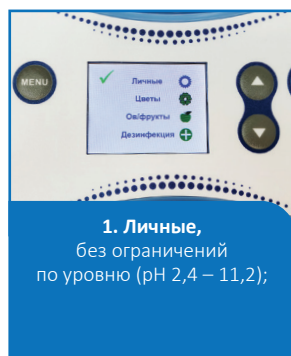 MENU
Личные
Цветы
Ов/фрукты
Дезинфекция
1. Личные,
без ограничений
по уровню (pH 2,4 – 11,2);